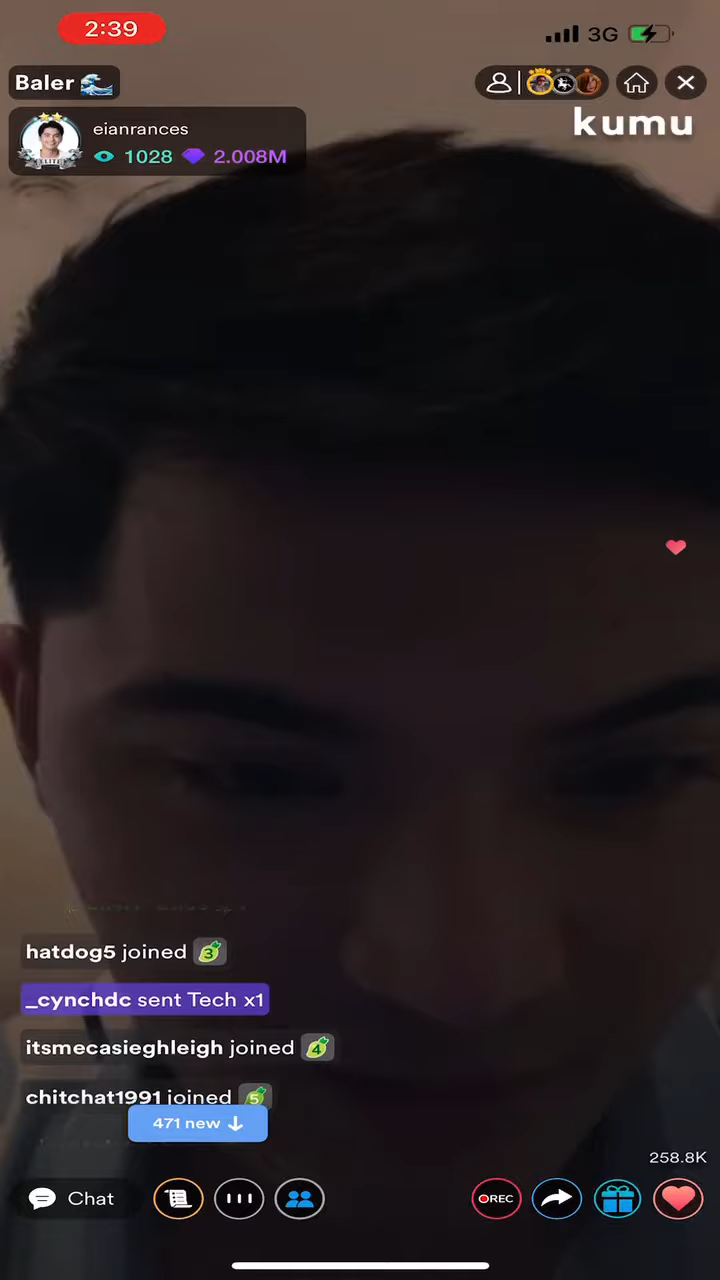 2:39
3G
Baler
kumu
eianrances
1028 2.008M
ELITE
hatdog5 joined 3
_cynchdc sent Tech x1
itsmecasieghleigh joined 4
chitchat1991 joined 5
471 new
258.8K
Chat
REC